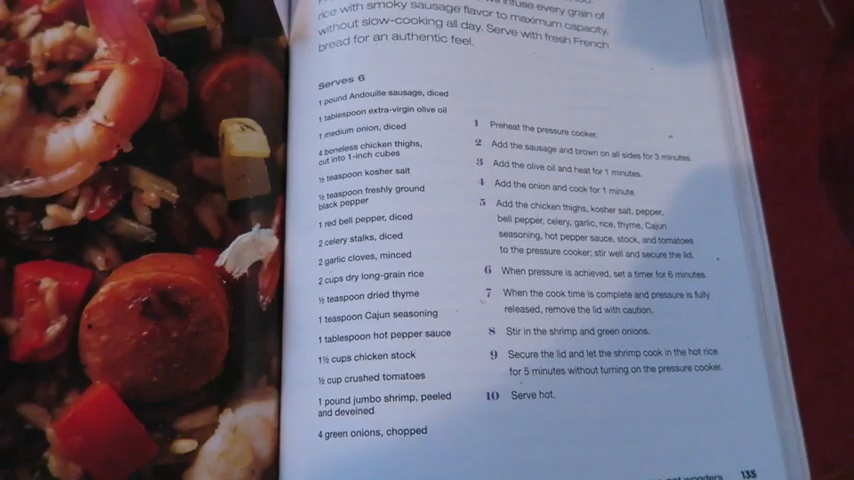 infuse every grain of
rice with smoky sausage flavor to maximum capacity,
without slow-cooking all day. Serve with fresh French
bread for an authentic feel.
Serves 6
1 pound Andouille sausage, diced
1 tablespoon extra-virgin olive oil
1 medium onion, diced
4 boneless chicken thighs,
cut into 1-inch cubes
½ teaspoon kosher salt
½ teaspoon freshly ground
black pepper
1 red bell pepper, diced
2 celery stalks, diced
2 garlic cloves, minced
2 cups dry long-grain rice
½ teaspoon dried thyme
1 teaspoon Cajun seasoning
1 tablespoon hot pepper sauce
1½ cups chicken stock
½ cup crushed tomatoes
1 pound jumbo shrimp, peeled
and deveined
4 green onions, chopped
1 Preheat the pressure cooker.
2 Add the sausage and brown on all sides for 3 minutes.
3 Add the olive oil and heat for 1 minutes.
4 Add the onion and cook for 1 minute.
5 Add the chicken thighs, kosher salt, pepper,
bell pepper, celery, garlic, rice, thyme, Cajun
seasoning, hot pepper sauce, stock, and tomatoes
to the pressure cooker; stir well and secure the lid.
6 When pressure is achieved, set a timer for 6 minutes.
7 When the cook time is complete and pressure is fully
released, remove the lid with caution.
8 Stir in the shrimp and green onions.
9 Secure the lid and let the shrimp cook in the hot rice
for 5 minutes without turning on the pressure cooker.
10 Serve hot.
wonders 135